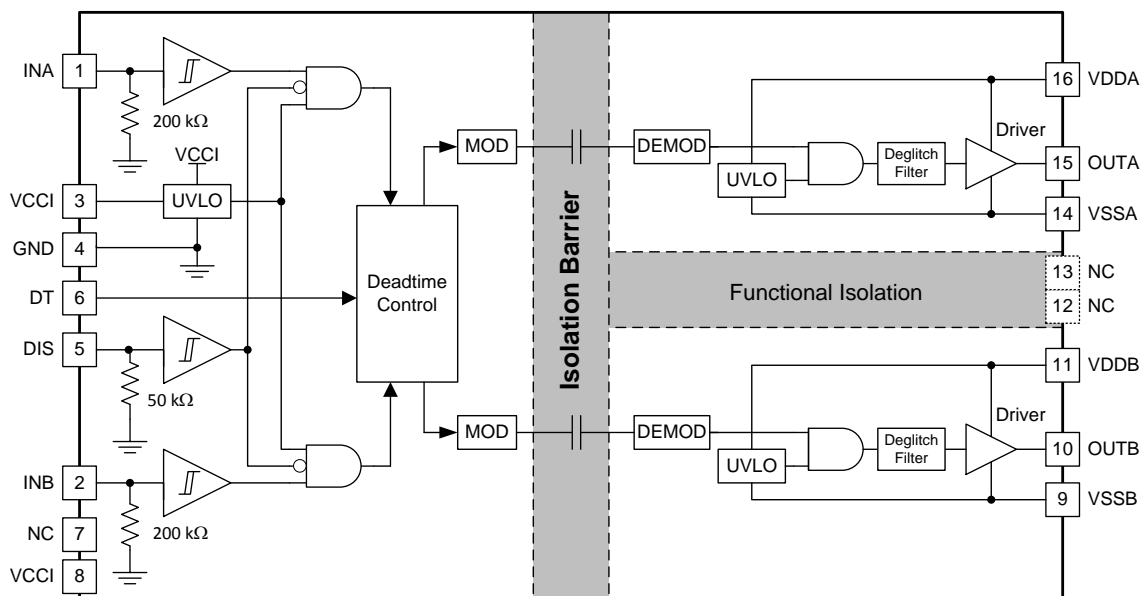 INA
1
200 kΩ
VCCI
VCCI
3
UVLO
GND
4
DT
6
DIS
5
50 kΩ
INB
2
200 kΩ
NC
7
VCCI
8
Deadtime
Control
MOD
MOD
Isolation Barrier
DEMOD
UVLO
Deglitch
Filter
Driver
16
VDDA
15
OUTA
14
VSSA
Functional Isolation
13
NC
12
NC
DEMOD
UVLO
Deglitch
Filter
Driver
11
VDDB
10
OUTB
9
VSSB